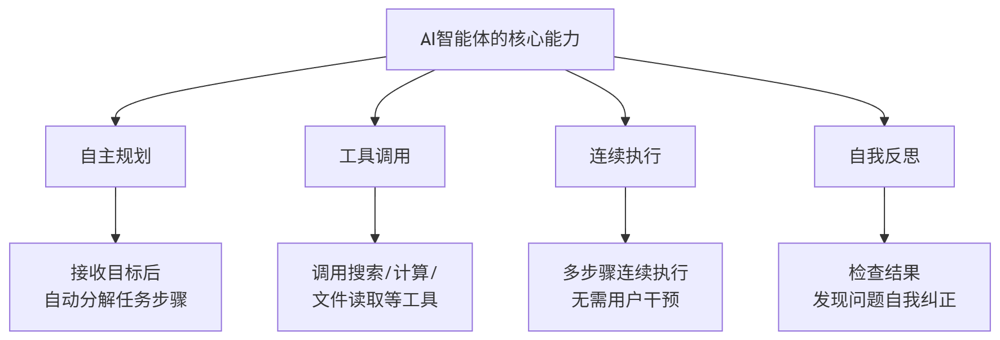 AI智能体的核心能力
自主规划
工具调用
连续执行
自我反思
接收目标后
自动分解任务步骤
调用搜索/计算/
文件读取等工具
多步骤连续执行
无需用户干预
检查结果
发现问题自我纠正